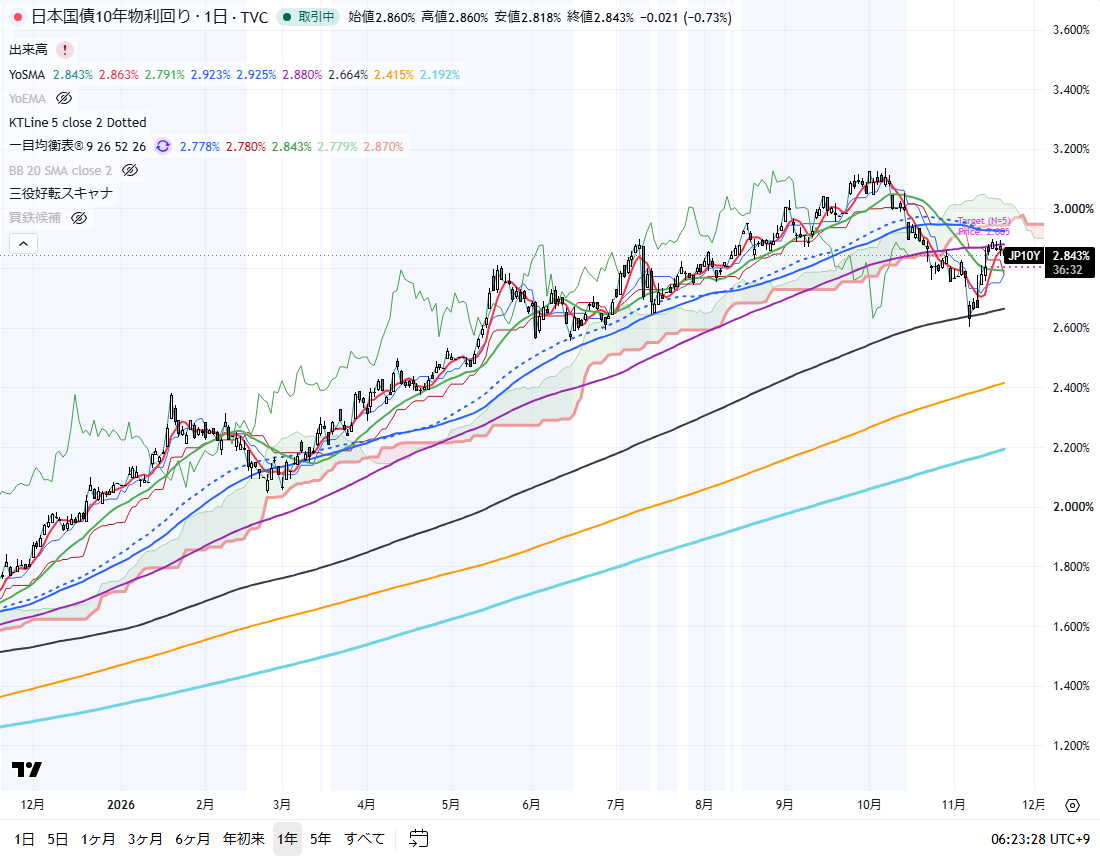 日本国債10年物利回り · 1日 · TVC 取引中 始値2.860% 高値2.860% 安値2.818% 終値2.843% −0.021 (−0.73%)
出来高 !
YoSMA 2.843% 2.863% 2.791% 2.923% 2.925% 2.880% 2.664% 2.415% 2.192%
YoEMA
KTLine 5 close 2 Dotted
一目均衡表® 9 26 52 26 2.778% 2.780% 2.843% 2.779% 2.870%
BB 20 SMA close 2
三役好転スキャナ
買鉄候補
3.600%
3.400%
3.200%
3.000%
Target (N=5)
Price: 2.805
JP10Y 2.843%
36:32
2.600%
2.400%
2.200%
2.000%
1.800%
1.600%
1.400%
1.200%
12月 2026 2月 3月 4月 5月 6月 7月 8月 9月 10月 11月 12月
1日 5日 1ヶ月 3ヶ月 6ヶ月 年初来 1年 5年 すべて 06:23:28 UTC+9